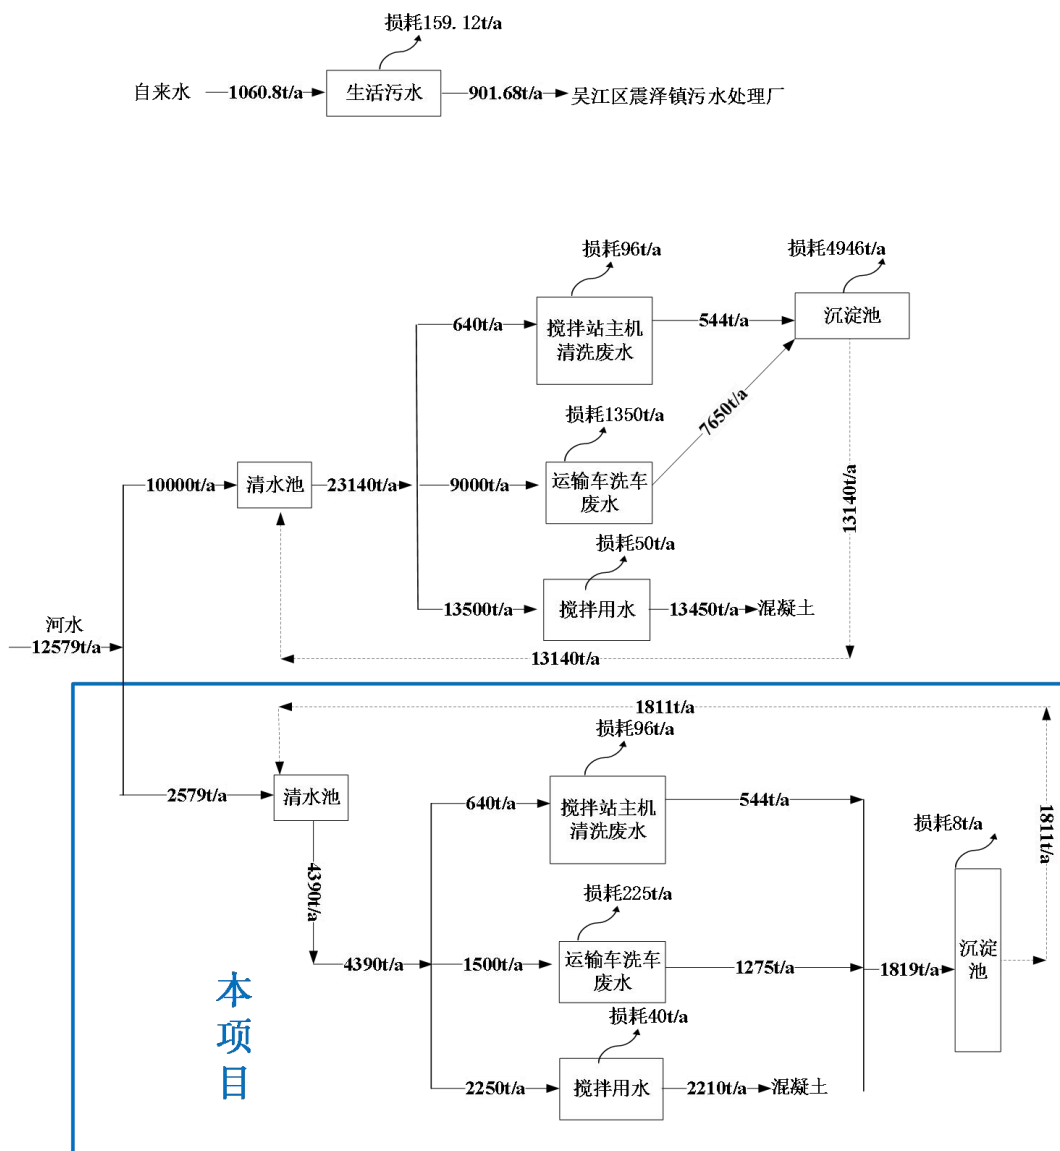 损耗159.12t/a
自来水
1060.8t/a
生活污水
901.68t/a
吴江区震泽镇污水处理厂
损耗96t/a
损耗4946t/a
640t/a
搅拌站主机
清洗废水
544t/a
沉淀池
7650t/a
损耗1350t/a
10000t/a
清水池
23140t/a
9000t/a
运输车洗车
废水
13140t/a
损耗50t/a
13500t/a
搅拌用水
13450t/a
混凝土
河水
12579t/a
13140t/a
1811t/a
损耗96t/a
2579t/a
清水池
640t/a
搅拌站主机
清洗废水
544t/a
损耗8t/a
1811t/a
4390t/a
损耗225t/a
4390t/a
1500t/a
运输车洗车
废水
1275t/a
1819t/a
沉淀
池
本
项
目
损耗40t/a
2250t/a
搅拌用水
2210t/a
混凝土